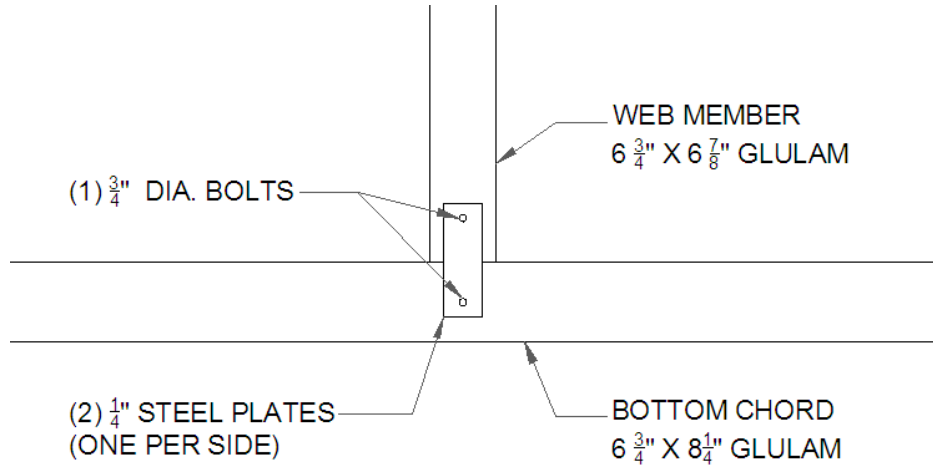 WEB MEMBER
6 3/4" X 6 7/8" GLULAM
(1) 3/4" DIA. BOLTS
(2) 1/4" STEEL PLATES
(ONE PER SIDE)
BOTTOM CHORD
6 3/4" X 8 1/4" GLULAM